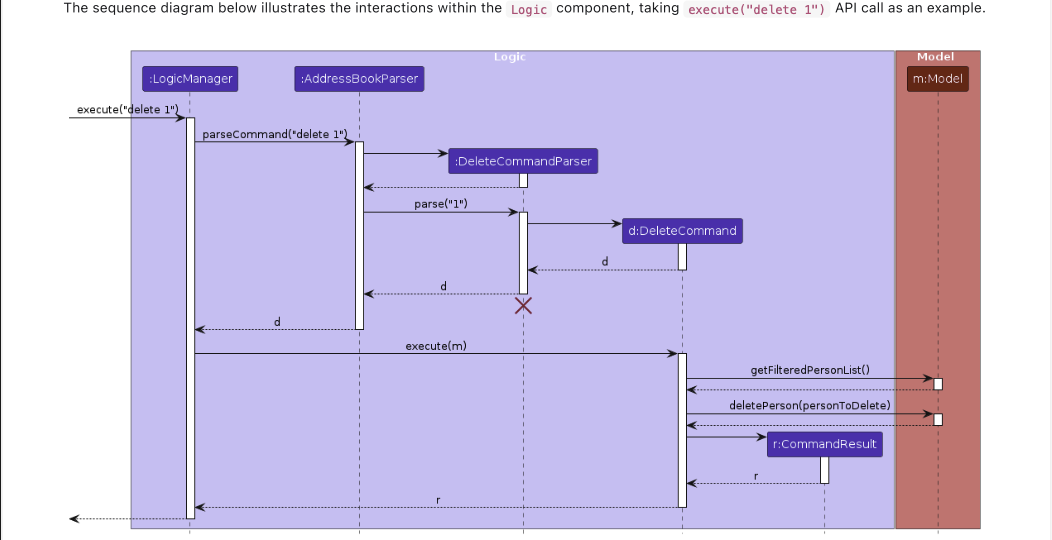 The sequence diagram below illustrates the interactions within the Logic component, taking execute("delete 1") API call as an example.
Logic
Model
:LogicManager
:AddressBookParser
m:Model
execute("delete 1")
parseCommand("delete 1")
:DeleteCommandParser
parse("1")
d:DeleteCommand
d
d
d
execute(m)
getFilteredPersonList()
deletePerson(personToDelete)
r:CommandResult
r
r